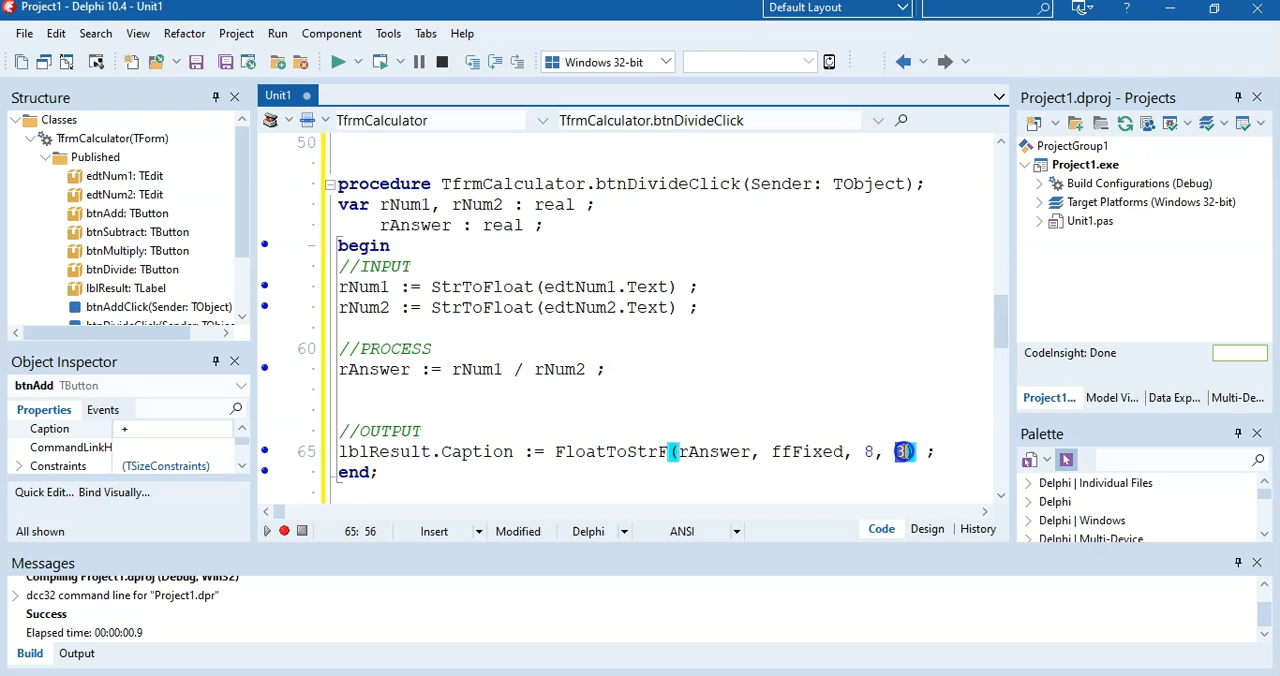 Project1 - Delphi 10.4 - Unit1
Default Layout
File Edit Search View Refactor Project Run Component Tools Tabs Help
Windows 32-bit
Structure
Classes
TfrmCalculator(TForm)
Published
edtNum1: TEdit
edtNum2: TEdit
btnAdd: TButton
btnSubtract: TButton
btnMultiply: TButton
btnDivide: TButton
lblResult: TLabel
btnAddClick(Sender: TObject)
btnDivideClick(Sender: TObje
Object Inspector
btnAdd TButton
Properties Events
Caption +
CommandLinkH
Constraints (TSizeConstraints)
Quick Edit... Bind Visually...
All shown
Unit1
TfrmCalculator TfrmCalculator.btnDivideClick
50
procedure TfrmCalculator.btnDivideClick(Sender: TObject);
var rNum1, rNum2 : real ;
rAnswer : real ;
begin
//INPUT
rNum1 := StrToFloat(edtNum1.Text) ;
rNum2 := StrToFloat(edtNum2.Text) ;
60 //PROCESS
rAnswer := rNum1 / rNum2 ;
//OUTPUT
65 lblResult.Caption := FloatToStrF(rAnswer, ffFixed, 8, 3) ;
end;
65: 56 Insert Modified Delphi ANSI Code Design History
Project1.dproj - Projects
ProjectGroup1
Project1.exe
Build Configurations (Debug)
Target Platforms (Windows 32-bit)
Unit1.pas
CodeInsight: Done
Project1... Model Vi... Data Exp... Multi-De...
Palette
Delphi | Individual Files
Delphi
Delphi | Windows
Delphi | Multi-Device
Messages
Compiling Project1.dproj (Debug, Win32)
dcc32 command line for "Project1.dpr"
Success
Elapsed time: 00:00:00.9
Build Output